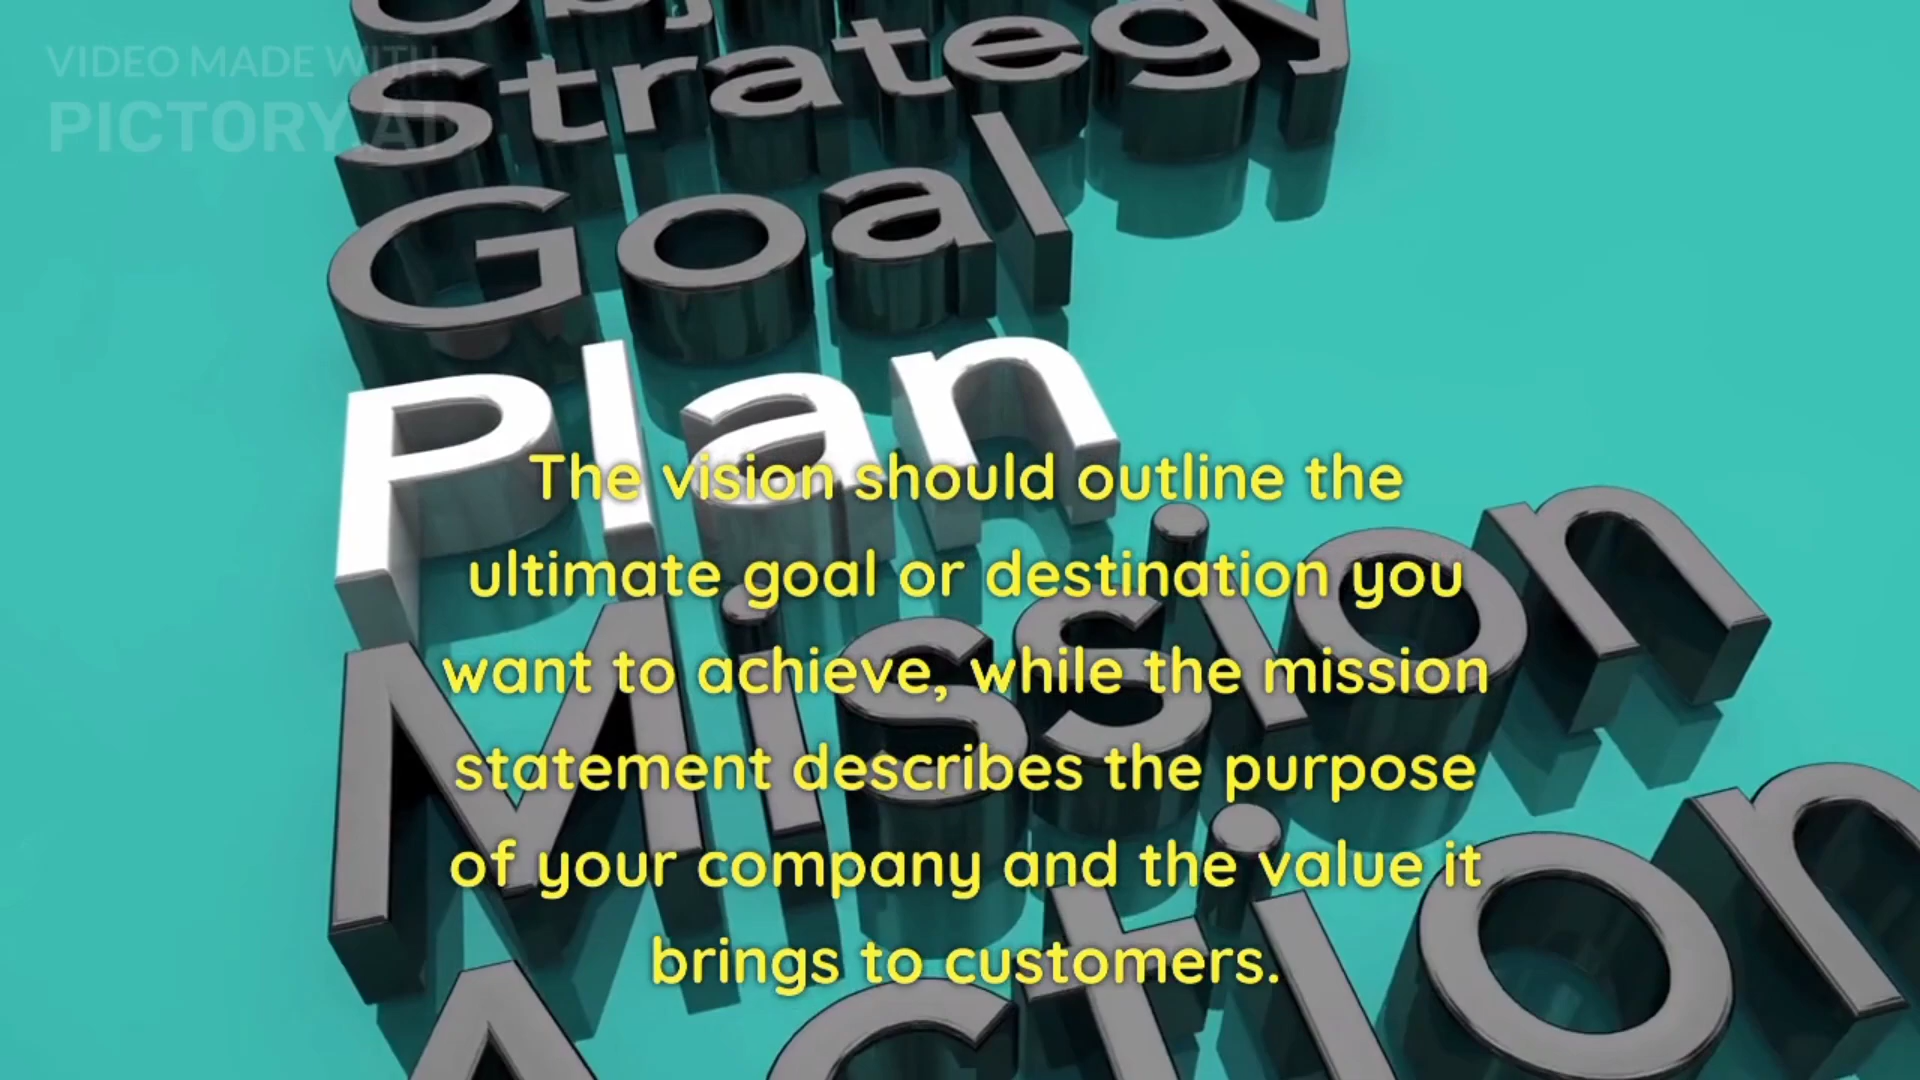 VIDEO MADE WITH
PICTORY.AI
Strategy
Goal
Plan
Mission
Action
The vision should outline the
ultimate goal or destination you
want to achieve, while the mission
statement describes the purpose
of your company and the value it
brings to customers.